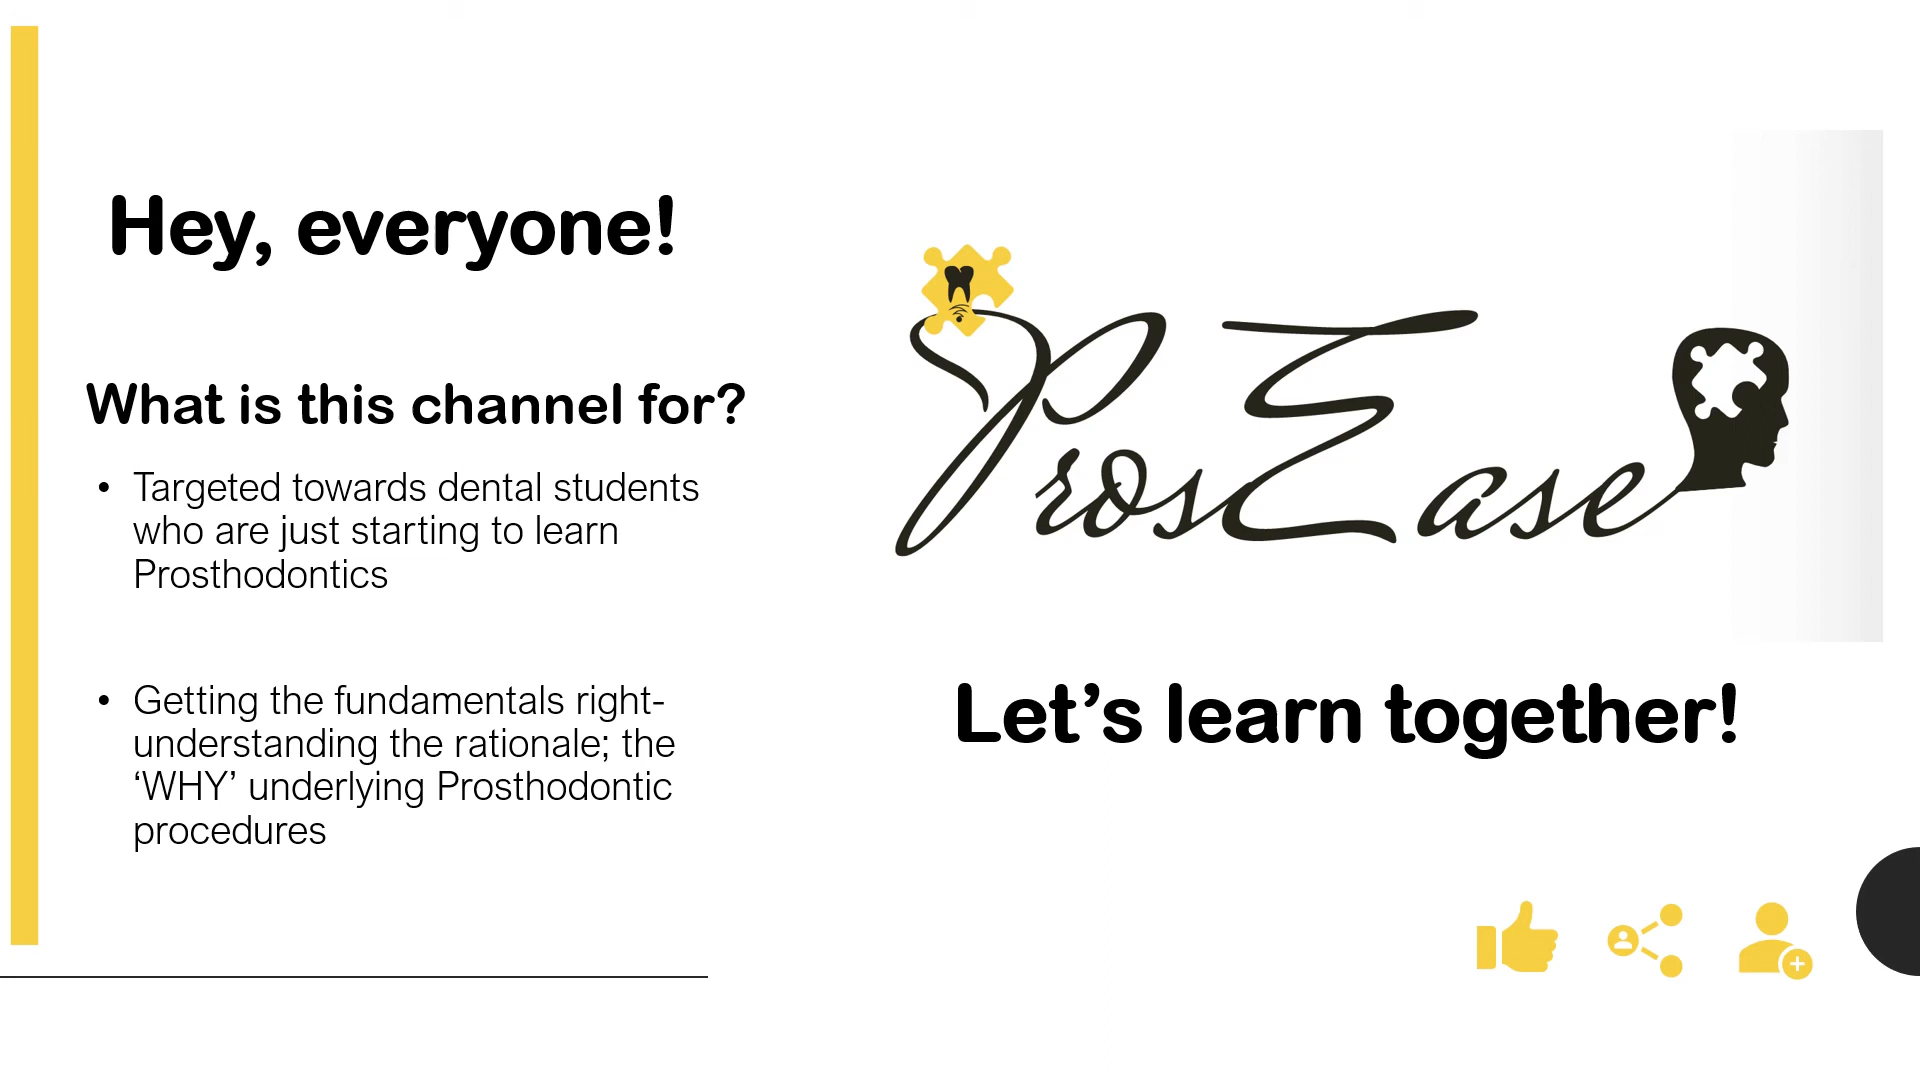 Hey, everyone!
What is this channel for?
• Targeted towards dental students
who are just starting to learn
Prosthodontics
• Getting the fundamentals right-
understanding the rationale; the
‘WHY’ underlying Prosthodontic
procedures
ProsEase
Let’s learn together!